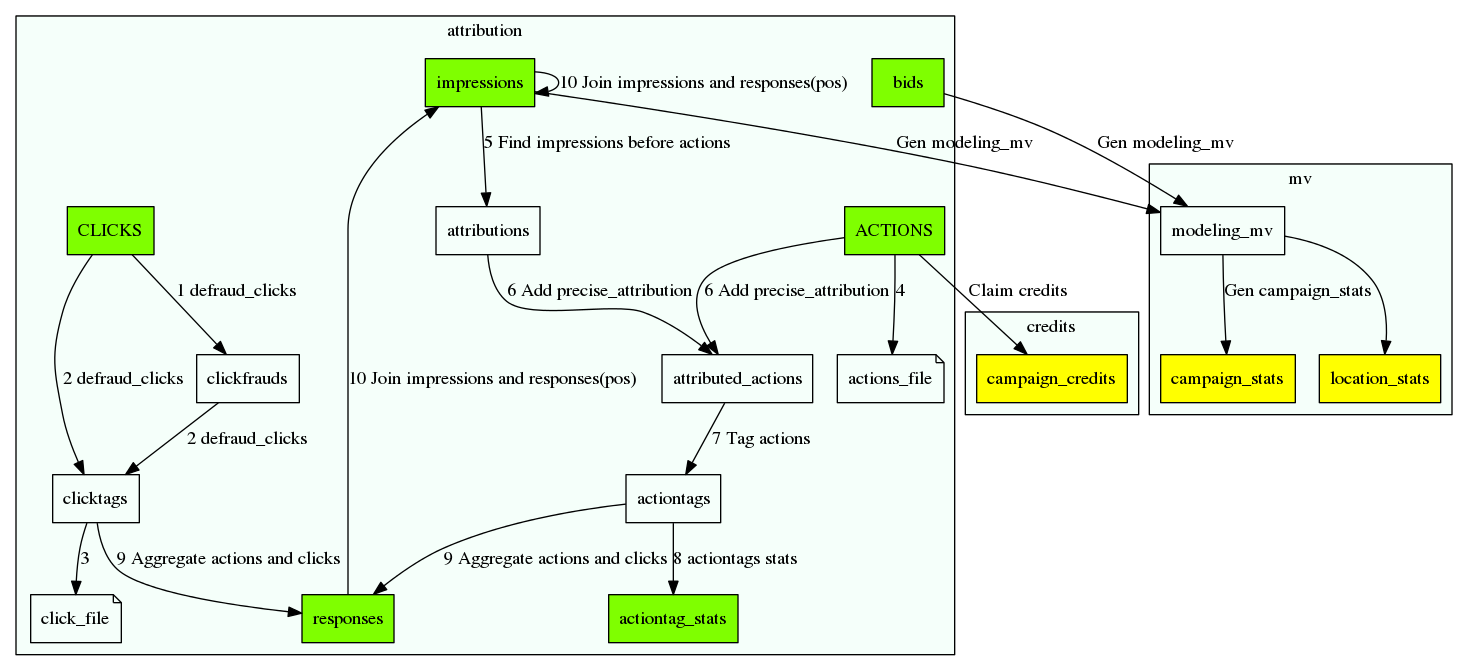 attribution
impressions
10 Join impressions and responses(pos)
bids
5 Find impressions before actions
Gen modeling_mv
Gen modeling_mv
mv
CLICKS
attributions
ACTIONS
modeling_mv
1 defraud_clicks
6 Add precise_attribution
6 Add precise_attribution
4
Claim credits
Gen campaign_stats
credits
2 defraud_clicks
clickfrauds
10 Join impressions and responses(pos)
attributed_actions
actions_file
campaign_credits
campaign_stats
location_stats
2 defraud_clicks
7 Tag actions
clicktags
actiontags
3
9 Aggregate actions and clicks
9 Aggregate actions and clicks
8 actiontags stats
click_file
responses
actiontag_stats